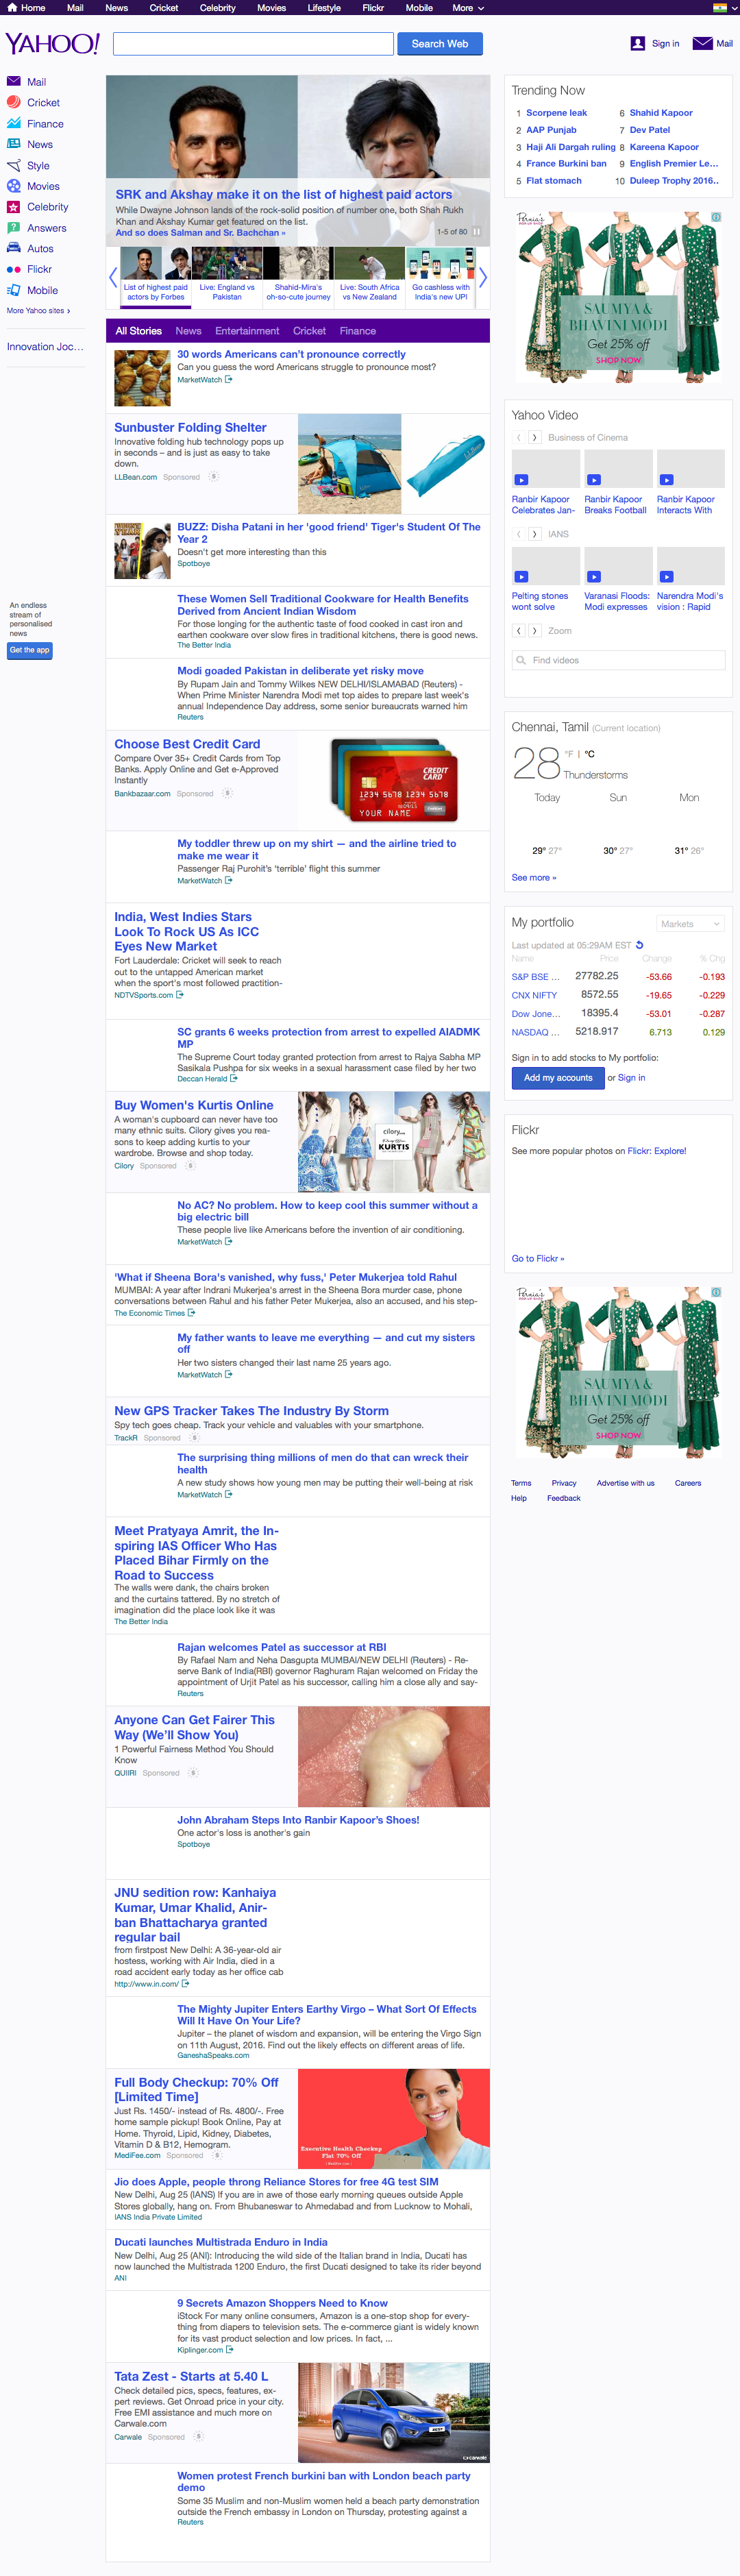 Home Mail News Cricket Celebrity Movies Lifestyle Flickr Mobile More
YAHOO!
Search Web
Sign in
Mail
Mail
Cricket
Finance
News
Style
Movies
Celebrity
Answers
Autos
Flickr
Mobile
More Yahoo sites
Innovation Joc...
An endless
stream of
personalised
news
Get the app
SRK and Akshay make it on the list of highest paid actors
While Dwayne Johnson lands of the rock-solid position of number one, both Shah Rukh
Khan and Akshay Kumar get featured on the list.
And so does Salman and Sr. Bachchan »
1-5 of 80
List of highest paid
actors by Forbes
Live: England vs
Pakistan
Shahid-Mira's
oh-so-cute journey
Live: South Africa
vs New Zealand
Go cashless with
India's new UPI
All Stories News Entertainment Cricket Finance
30 words Americans can't pronounce correctly
Can you guess the word Americans struggle to pronounce most?
MarketWatch
Sunbuster Folding Shelter
Innovative folding hub technology pops up
in seconds – and is just as easy to take
down.
LLBean.com Sponsored
BUZZ: Disha Patani in her 'good friend' Tiger's Student Of The
Year 2
Doesn't get more interesting than this
Spotboye
These Women Sell Traditional Cookware for Health Benefits
Derived from Ancient Indian Wisdom
For those longing for the authentic taste of food cooked in cast iron and
earthen cookware over slow fires in traditional kitchens, there is good news.
The Better India
Modi goaded Pakistan in deliberate yet risky move
By Rupam Jain and Tommy Wilkes NEW DELHI/ISLAMABAD (Reuters) -
When Prime Minister Narendra Modi met top aides to prepare last week's
annual Independence Day address, some senior bureaucrats warned him
Reuters
Choose Best Credit Card
Compare Over 35+ Credit Cards from Top
Banks. Apply Online and Get e-Approved
Instantly
Bankbazaar.com Sponsored
CREDIT
CARD
1234 5678 1234 5678
YOUR NAME
My toddler threw up on my shirt — and the airline tried to
make me wear it
Passenger Raj Purohit's 'terrible' flight this summer
MarketWatch
India, West Indies Stars
Look To Rock US As ICC
Eyes New Market
Fort Lauderdale: Cricket will seek to reach
out to the untapped American market
when the sport's most followed practition-
NDTVSports.com
SC grants 6 weeks protection from arrest to expelled AIADMK
MP
The Supreme Court today granted protection from arrest to Rajya Sabha MP
Sasikala Pushpa for six weeks in a sexual harassment case filed by her two
Deccan Herald
Buy Women's Kurtis Online
A woman's cupboard can never have too
many ethnic suits. Cilory gives you rea-
sons to keep adding kurtis to your
wardrobe. Browse and shop today.
Cilory Sponsored
cilory
KURTIS
No AC? No problem. How to keep cool this summer without a
big electric bill
These people live like Americans before the invention of air conditioning.
MarketWatch
'What if Sheena Bora's vanished, why fuss,' Peter Mukerjea told Rahul
MUMBAI: A year after Indrani Mukerjea's arrest in the Sheena Bora murder case, phone
conversations between Rahul and his father Peter Mukerjea, also an accused, and his step-
The Economic Times
My father wants to leave me everything — and cut my sisters
off
Her two sisters changed their last name 25 years ago.
MarketWatch
New GPS Tracker Takes The Industry By Storm
Spy tech goes cheap. Track your vehicle and valuables with your smartphone.
TrackR Sponsored
The surprising thing millions of men do that can wreck their
health
A new study shows how young men may be putting their well-being at risk
MarketWatch
Meet Pratyaya Amrit, the In-
spiring IAS Officer Who Has
Placed Bihar Firmly on the
Road to Success
The walls were dank, the chairs broken
and the curtains tattered. By no stretch of
imagination did the place look like it was
The Better India
Rajan welcomes Patel as successor at RBI
By Rafael Nam and Neha Dasgupta MUMBAI/NEW DELHI (Reuters) - Re-
serve Bank of India(RBI) governor Raghuram Rajan welcomed on Friday the
appointment of Urjit Patel as his successor, calling him a close ally and say-
Reuters
Anyone Can Get Fairer This
Way (We'll Show You)
1 Powerful Fairness Method You Should
Know
QUIIRI Sponsored
John Abraham Steps Into Ranbir Kapoor's Shoes!
One actor's loss is another's gain
Spotboye
JNU sedition row: Kanhaiya
Kumar, Umar Khalid, Anir-
ban Bhattacharya granted
regular bail
from firstpost New Delhi: A 36-year-old air
hostess, working with Air India, died in a
road accident early today as her office cab
http://www.in.com/
The Mighty Jupiter Enters Earthy Virgo – What Sort Of Effects
Will It Have On Your Life?
Jupiter – the planet of wisdom and expansion, will be entering the Virgo Sign
on 11th August, 2016. Find out the likely effects on different areas of life.
GaneshaSpeaks.com
Full Body Checkup: 70% Off
[Limited Time]
Just Rs. 1450/- instead of Rs. 4800/-. Free
home sample pickup! Book Online, Pay at
Home. Thyroid, Lipid, Kidney, Diabetes,
Vitamin D & B12, Hemogram.
MediFee.com Sponsored
Executive Health Checkup
Flat 70% Off
Jio does Apple, people throng Reliance Stores for free 4G test SIM
New Delhi, Aug 25 (IANS) If you are in awe of those early morning queues outside Apple
Stores globally, hang on. From Bhubaneswar to Ahmedabad and from Lucknow to Mohali,
IANS India Private Limited
Ducati launches Multistrada Enduro in India
New Delhi, Aug 25 (ANI): Introducing the wild side of the Italian brand in India, Ducati has
now launched the Multistrada 1200 Enduro, the first Ducati designed to take its rider beyond
ANI
9 Secrets Amazon Shoppers Need to Know
iStock For many online consumers, Amazon is a one-stop shop for every-
thing from diapers to television sets. The e-commerce giant is widely known
for its vast product selection and low prices. In fact, ...
Kiplinger.com
Tata Zest - Starts at 5.40 L
Check detailed pics, specs, features, ex-
pert reviews. Get Onroad price in your city.
Free EMI assistance and much more on
Carwale.com
Carwale Sponsored
carwale
Women protest French burkini ban with London beach party
demo
Some 35 Muslim and non-Muslim women held a beach party demonstration
outside the French embassy in London on Thursday, protesting against a
Reuters
Trending Now
1 Scorpene leak
2 AAP Punjab
3 Haji Ali Dargah ruling
4 France Burkini ban
5 Flat stomach
6 Shahid Kapoor
7 Dev Patel
8 Kareena Kapoor
9 English Premier Le...
10 Duleep Trophy 2016..
Pernia's
SAUMYA &
BHAVINI MODI
Get 25% off
SHOP NOW
Yahoo Video
Business of Cinema
Ranbir Kapoor
Celebrates Jan-
Ranbir Kapoor
Breaks Football
Ranbir Kapoor
Interacts With
IANS
Pelting stones
wont solve
Varanasi Floods:
Modi expresses
Narendra Modi's
vision : Rapid
Zoom
Find videos
Chennai, Tamil (Current location)
28 °F | °C
Thunderstorms
Today Sun Mon
29° 27° 30° 27° 31° 26°
See more »
My portfolio
Markets
Last updated at 05:29AM EST
Name Price Change % Chg
S&P BSE ... 27782.25 -53.66 -0.193
CNX NIFTY 8572.55 -19.65 -0.229
Dow Jone... 18395.4 -53.01 -0.287
NASDAQ ... 5218.917 6.713 0.129
Sign in to add stocks to My portfolio:
Add my accounts or Sign in
Flickr
See more popular photos on Flickr: Explore!
Go to Flickr »
Pernia's
SAUMYA &
BHAVINI MODI
Get 25% off
SHOP NOW
Terms Privacy Advertise with us Careers
Help Feedback